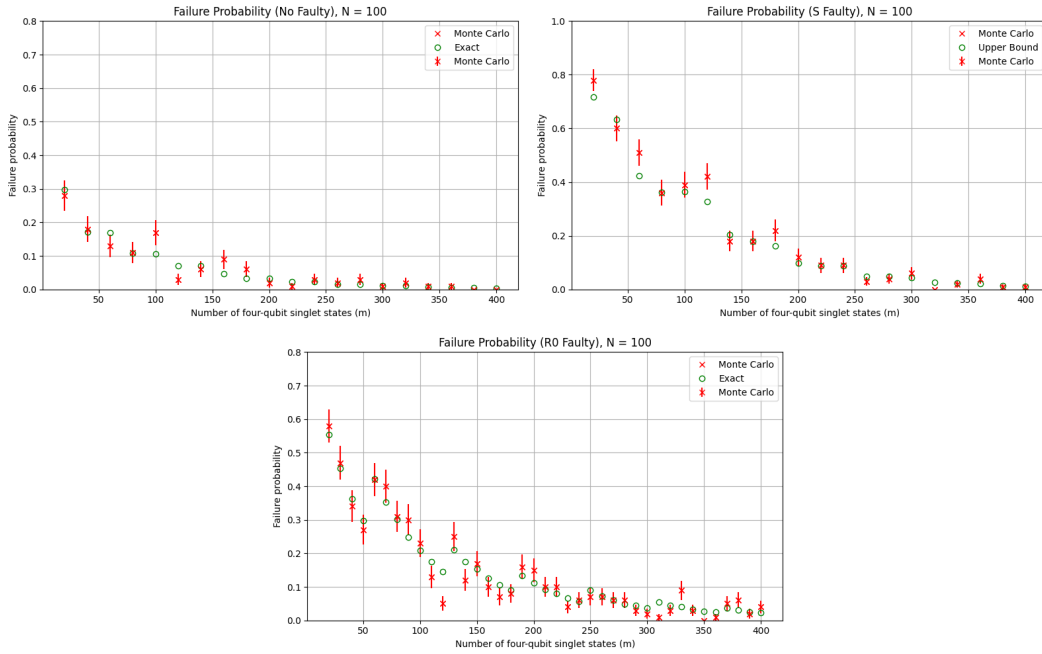 Failure Probability (No Faulty), N = 100
Monte Carlo
Exact
Monte Carlo
Failure probability
0.8
0.7
0.6
0.5
0.4
0.3
0.2
0.1
0.0
50 100 150 200 250 300 350 400
Number of four-qubit singlet states (m)
Failure Probability (S Faulty), N = 100
Monte Carlo
Upper Bound
Monte Carlo
Failure probability
1.0
0.8
0.6
0.4
0.2
0.0
50 100 150 200 250 300 350 400
Number of four-qubit singlet states (m)
Failure Probability (R0 Faulty), N = 100
Monte Carlo
Exact
Monte Carlo
Failure probability
0.8
0.7
0.6
0.5
0.4
0.3
0.2
0.1
0.0
50 100 150 200 250 300 350 400
Number of four-qubit singlet states (m)